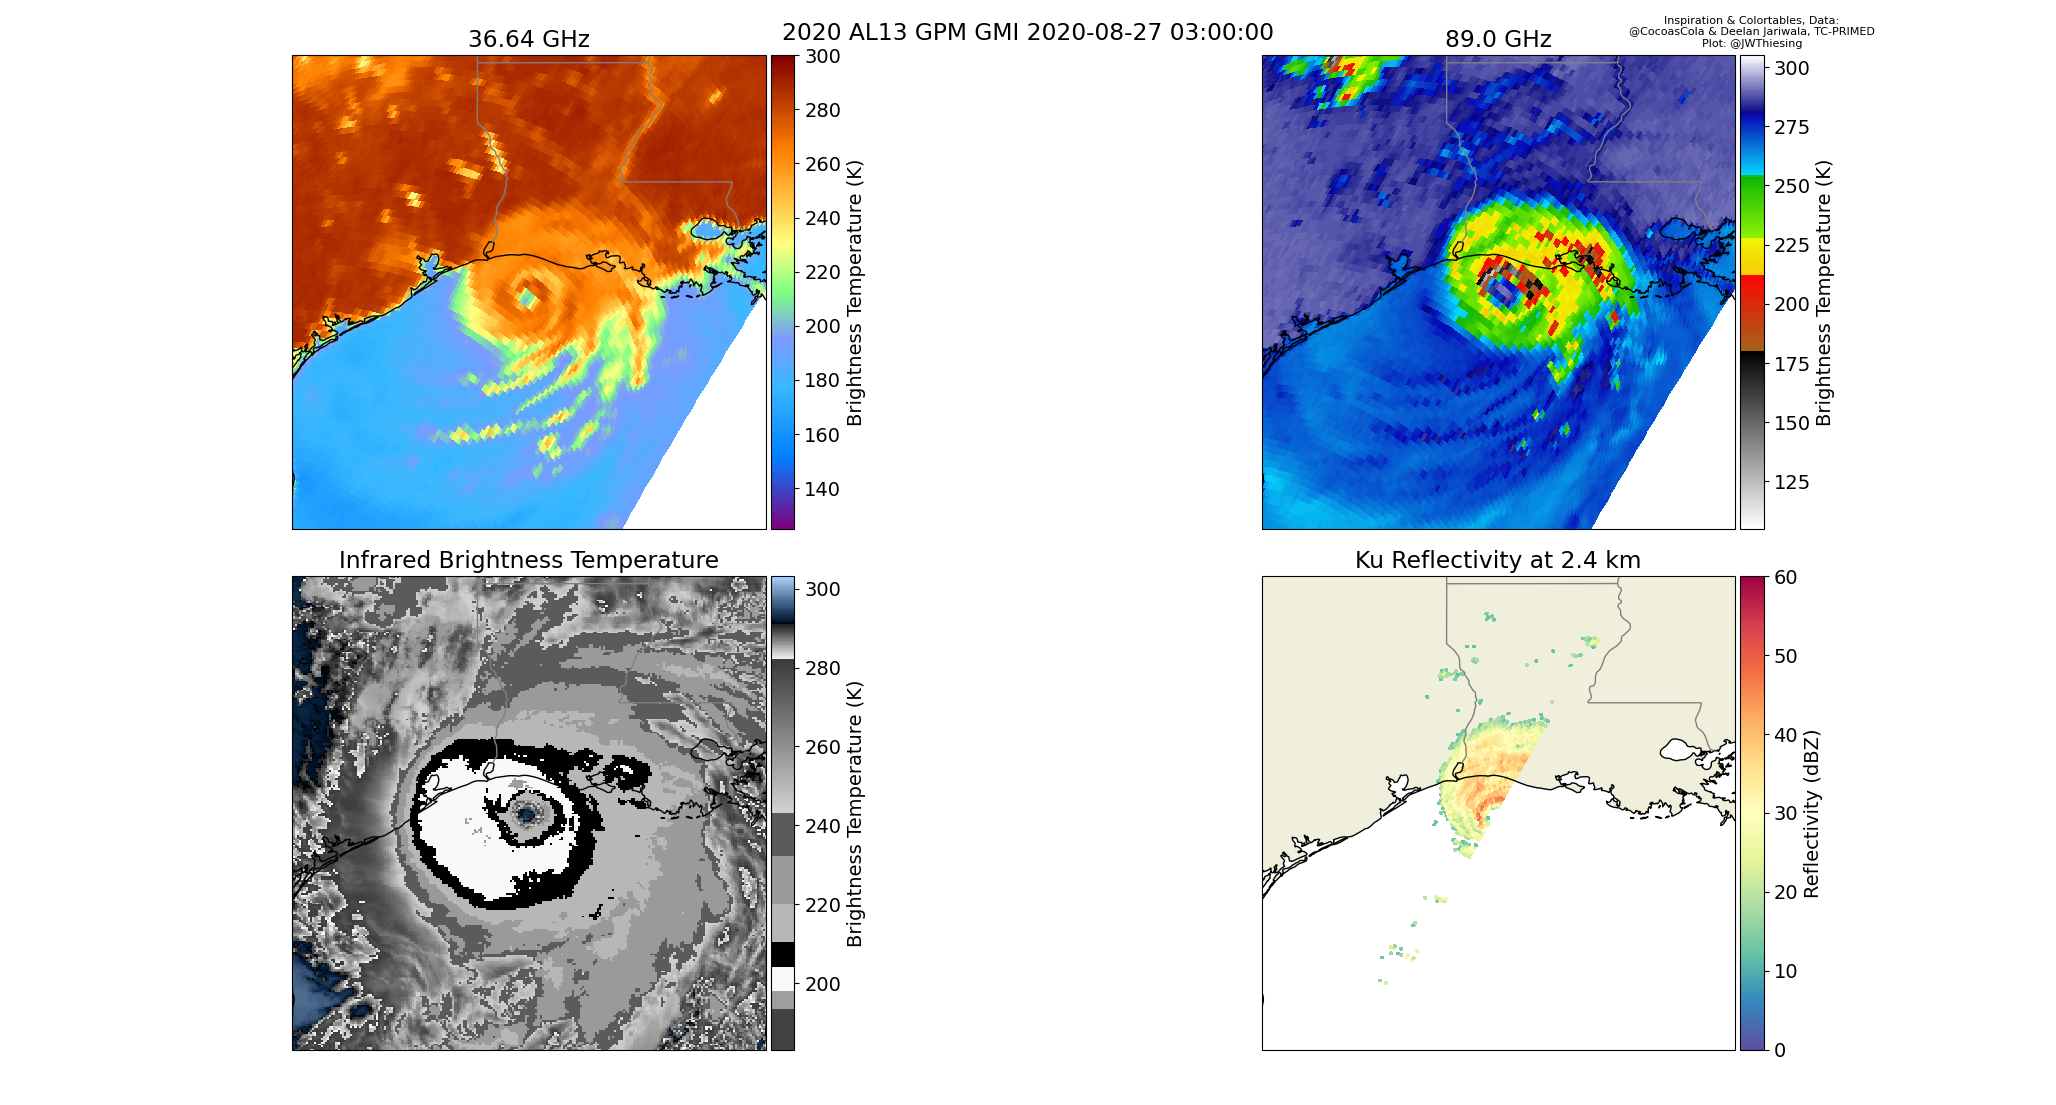 2020 AL13 GPM GMI 2020-08-27 03:00:00
Inspiration & Colortables, Data:
@CocoasCola & Deelan Jariwala, TC-PRIMED
Plot: @JWThiesing
36.64 GHz
300
280
260
240
220
200
180
160
140
Brightness Temperature (K)
89.0 GHz
300
275
250
225
200
175
150
125
Brightness Temperature (K)
Infrared Brightness Temperature
300
280
260
240
220
200
Brightness Temperature (K)
Ku Reflectivity at 2.4 km
60
50
40
30
20
10
0
Reflectivity (dBZ)